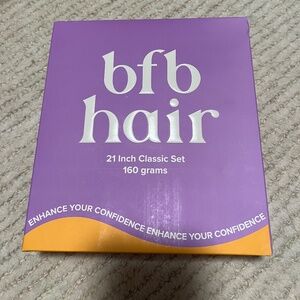 bfb
hair
21 Inch Classic Set
160 grams
ENHANCE YOUR CONFIDENCE ENHANCE YOUR CONFIDENCE